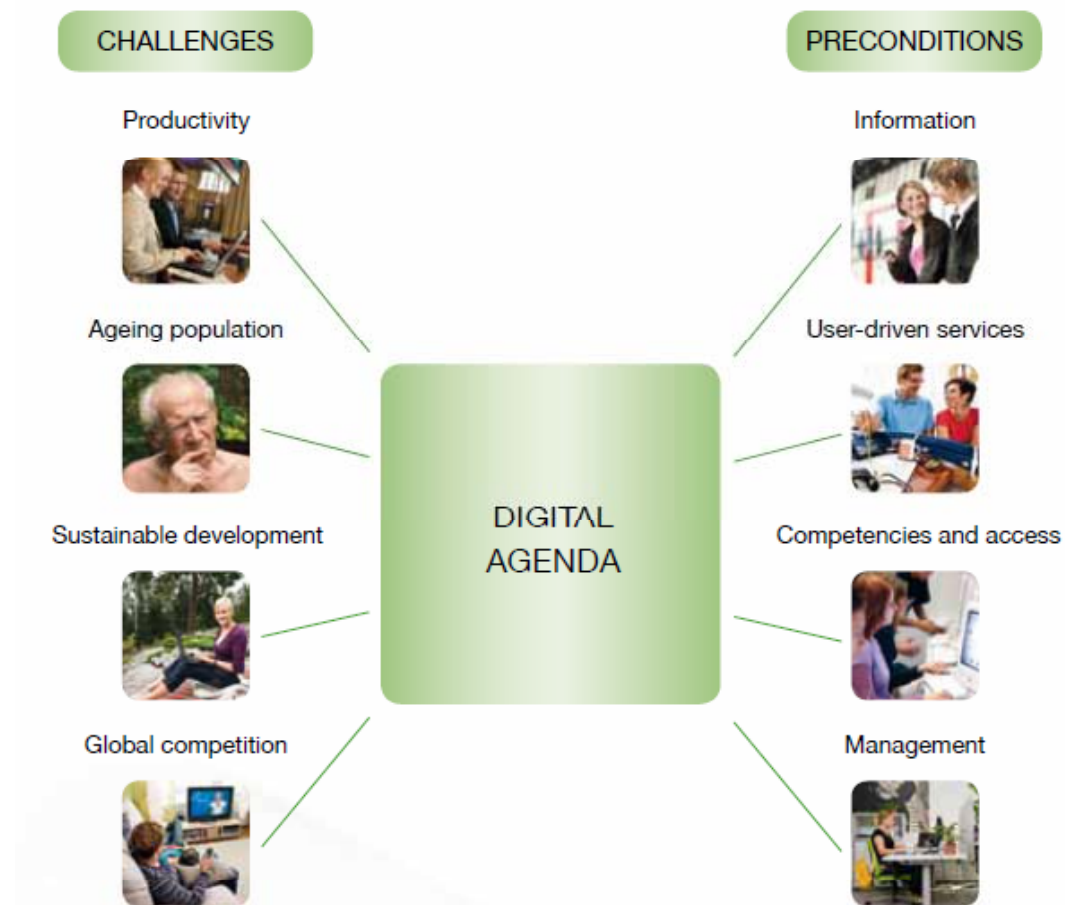 CHALLENGES
PRECONDITIONS
Productivity
Information
Ageing population
User-driven services
DIGITAL
AGENDA
Sustainable development
Competencies and access
Global competition
Management